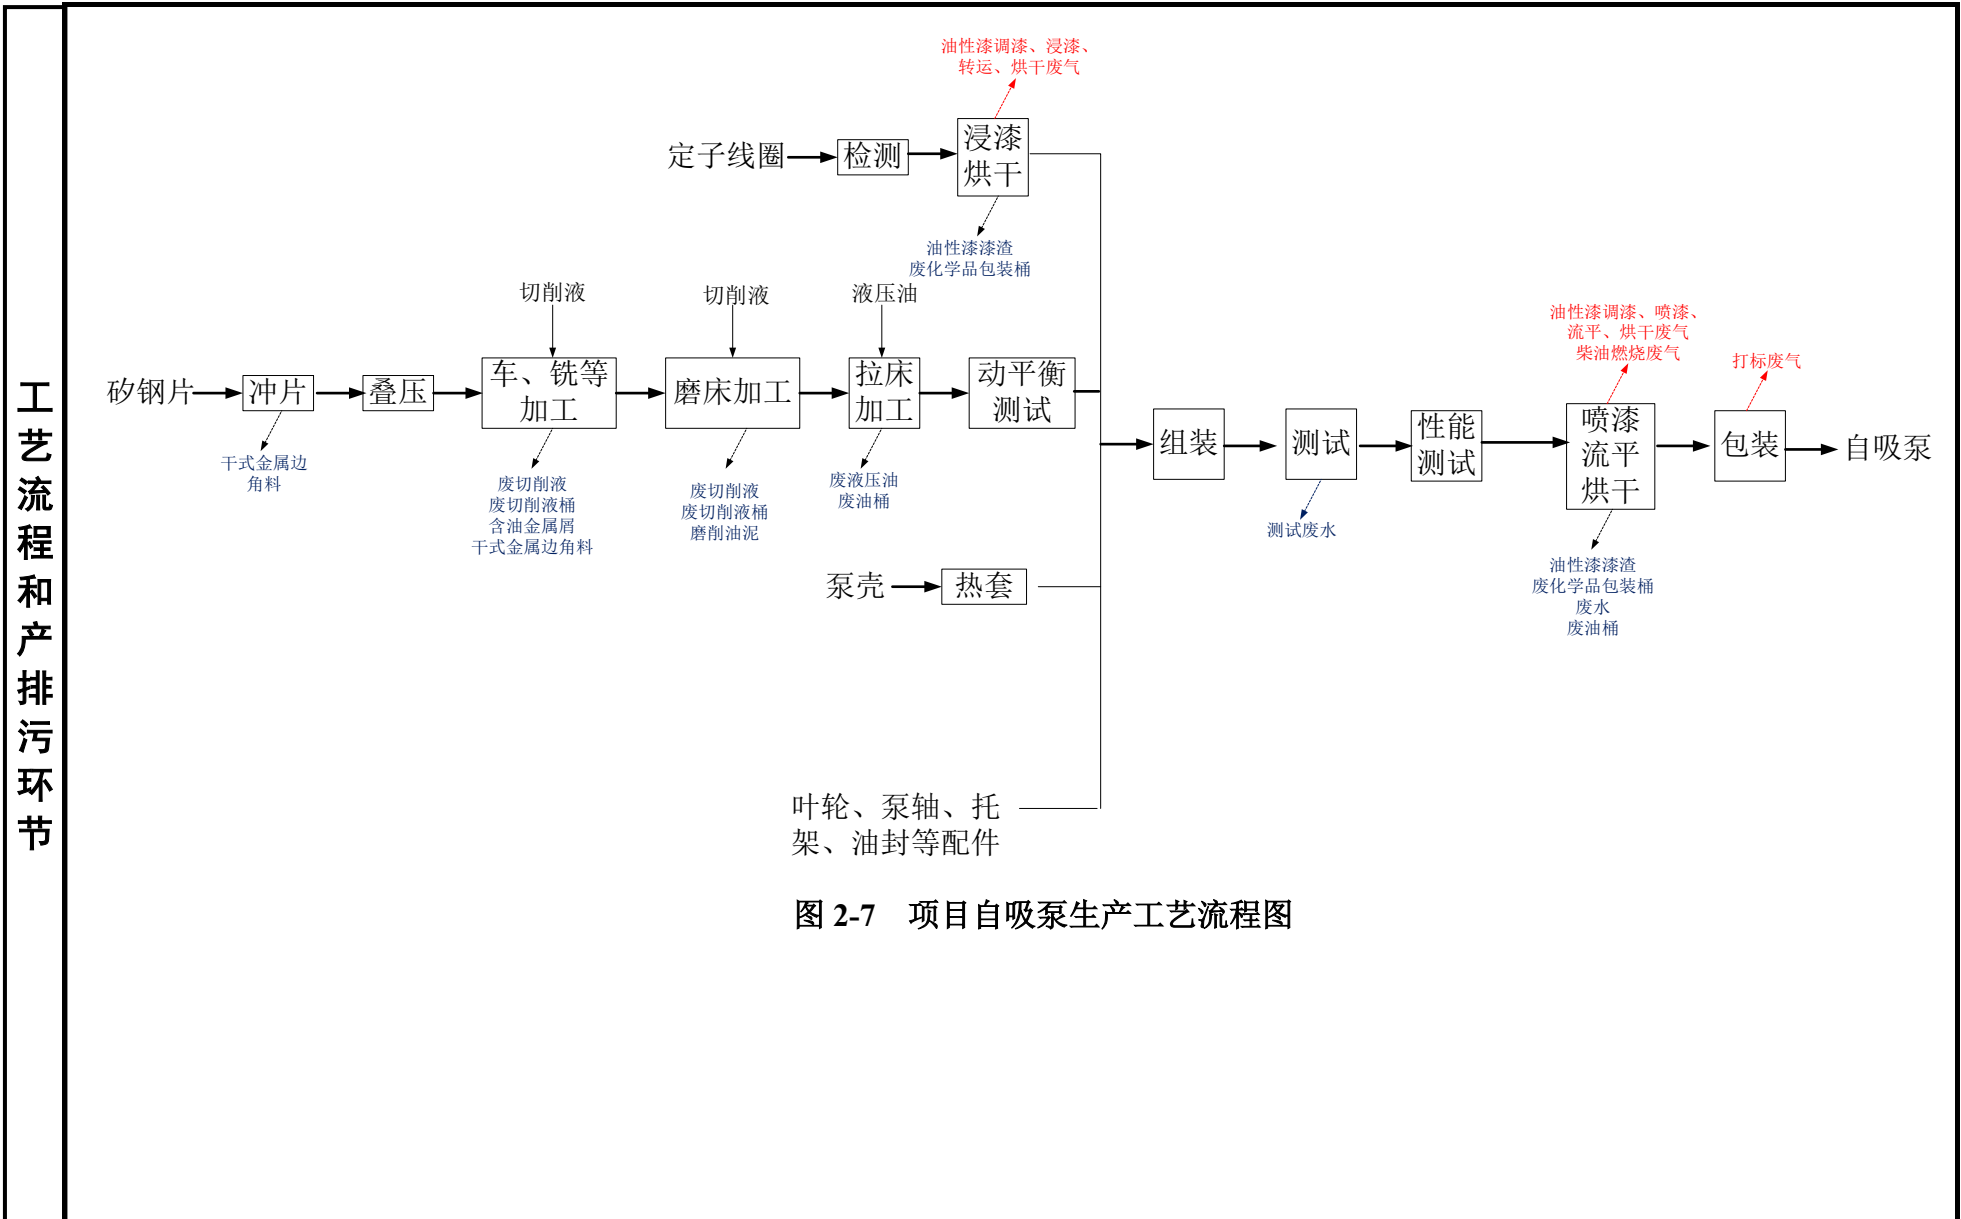 工艺流程和产排污环节
油性漆调漆、浸漆、
转运、烘干废气
定子线圈
检测
浸漆
烘干
油性漆漆渣
废化学品包装桶
切削液
切削液
液压油
矽钢片
冲片
叠压
车、铣等
加工
磨床加工
拉床
加工
动平衡
测试
干式金属边
角料
废切削液
废切削液桶
含油金属屑
干式金属边角料
废切削液
废切削液桶
磨削油泥
废液压油
废油桶
泵壳
热套
叶轮、泵轴、托
架、油封等配件
组装
测试
测试废水
性能
测试
油性漆调漆、喷漆、
流平、烘干废气
柴油燃烧废气
喷漆
流平
烘干
油性漆漆渣
废化学品包装桶
废水
废油桶
打标废气
包装
自吸泵
图 2-7 项目自吸泵生产工艺流程图